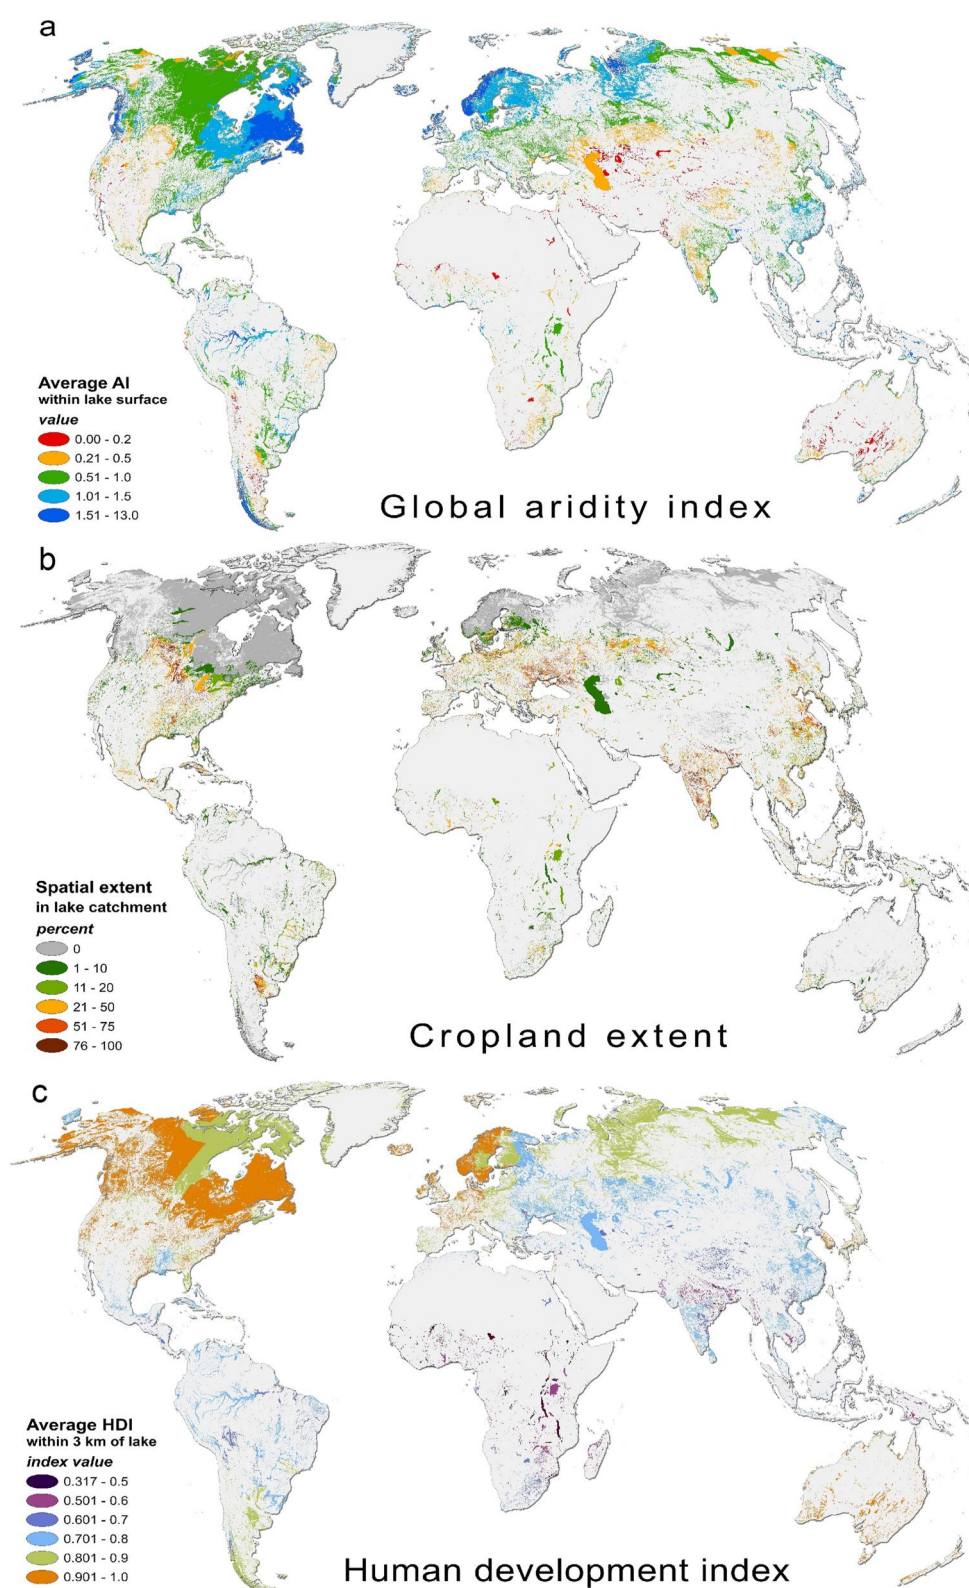 a
Average AI
within lake surface
value
0.00 - 0.2
0.21 - 0.5
0.51 - 1.0
1.01 - 1.5
1.51 - 13.0
Global aridity index
b
Spatial extent
in lake catchment
percent
0
1 - 10
11 - 20
21 - 50
51 - 75
76 - 100
Cropland extent
c
Average HDI
within 3 km of lake
index value
0.317 - 0.5
0.501 - 0.6
0.601 - 0.7
0.701 - 0.8
0.801 - 0.9
0.901 - 1.0
Human development index